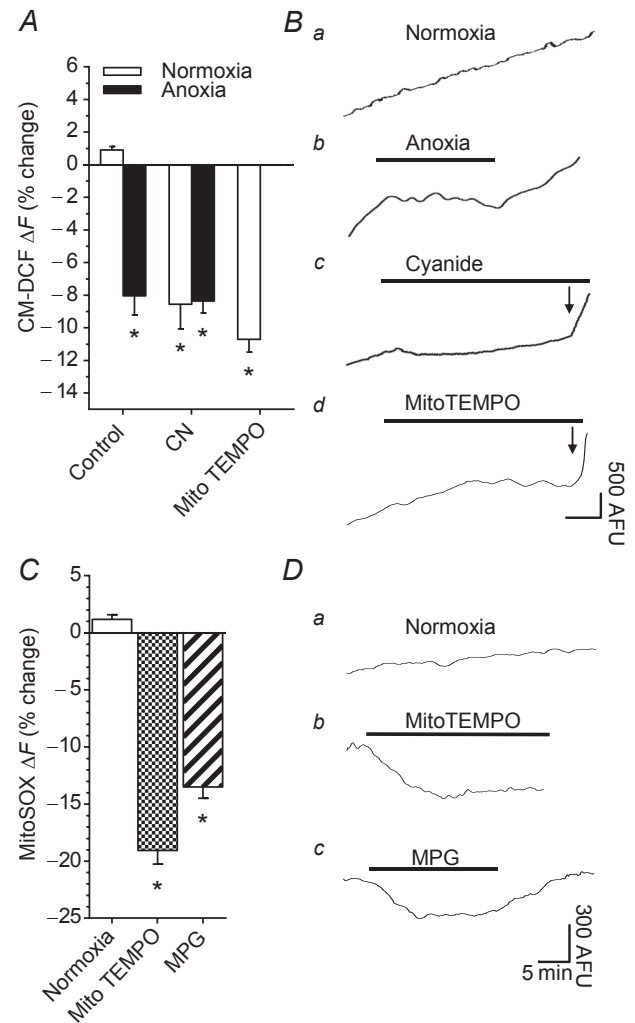 A
CM-DCF ΔF (% change)
6
4
2
0
−2
−4
−6
−8
−10
−12
−14
Normoxia
Anoxia
*
*
*
*
Control
CN
Mito TEMPO
B
a
Normoxia
b
Anoxia
c
Cyanide
d
MitoTEMPO
500 AFU
C
MitoSOX ΔF (% change)
5
0
−5
−10
−15
−20
−25
*
*
Normoxia
Mito TEMPO
MPG
D
a
Normoxia
b
MitoTEMPO
c
MPG
300 AFU
5 min